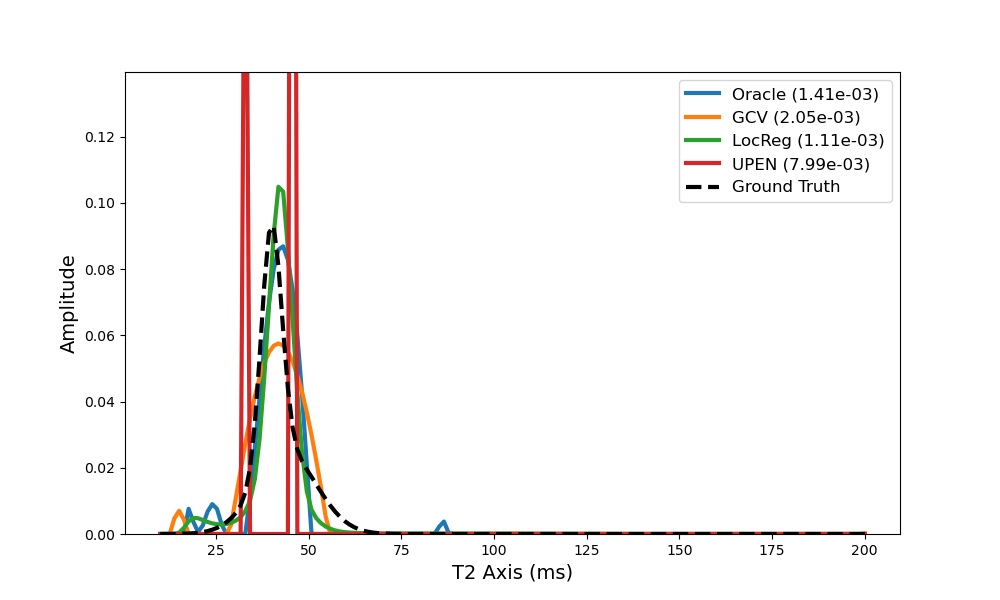 Oracle (1.41e-03)
GCV (2.05e-03)
LocReg (1.11e-03)
UPEN (7.99e-03)
Ground Truth
Amplitude
0.12
0.10
0.08
0.06
0.04
0.02
0.00
25 50 75 100 125 150 175 200
T2 Axis (ms)